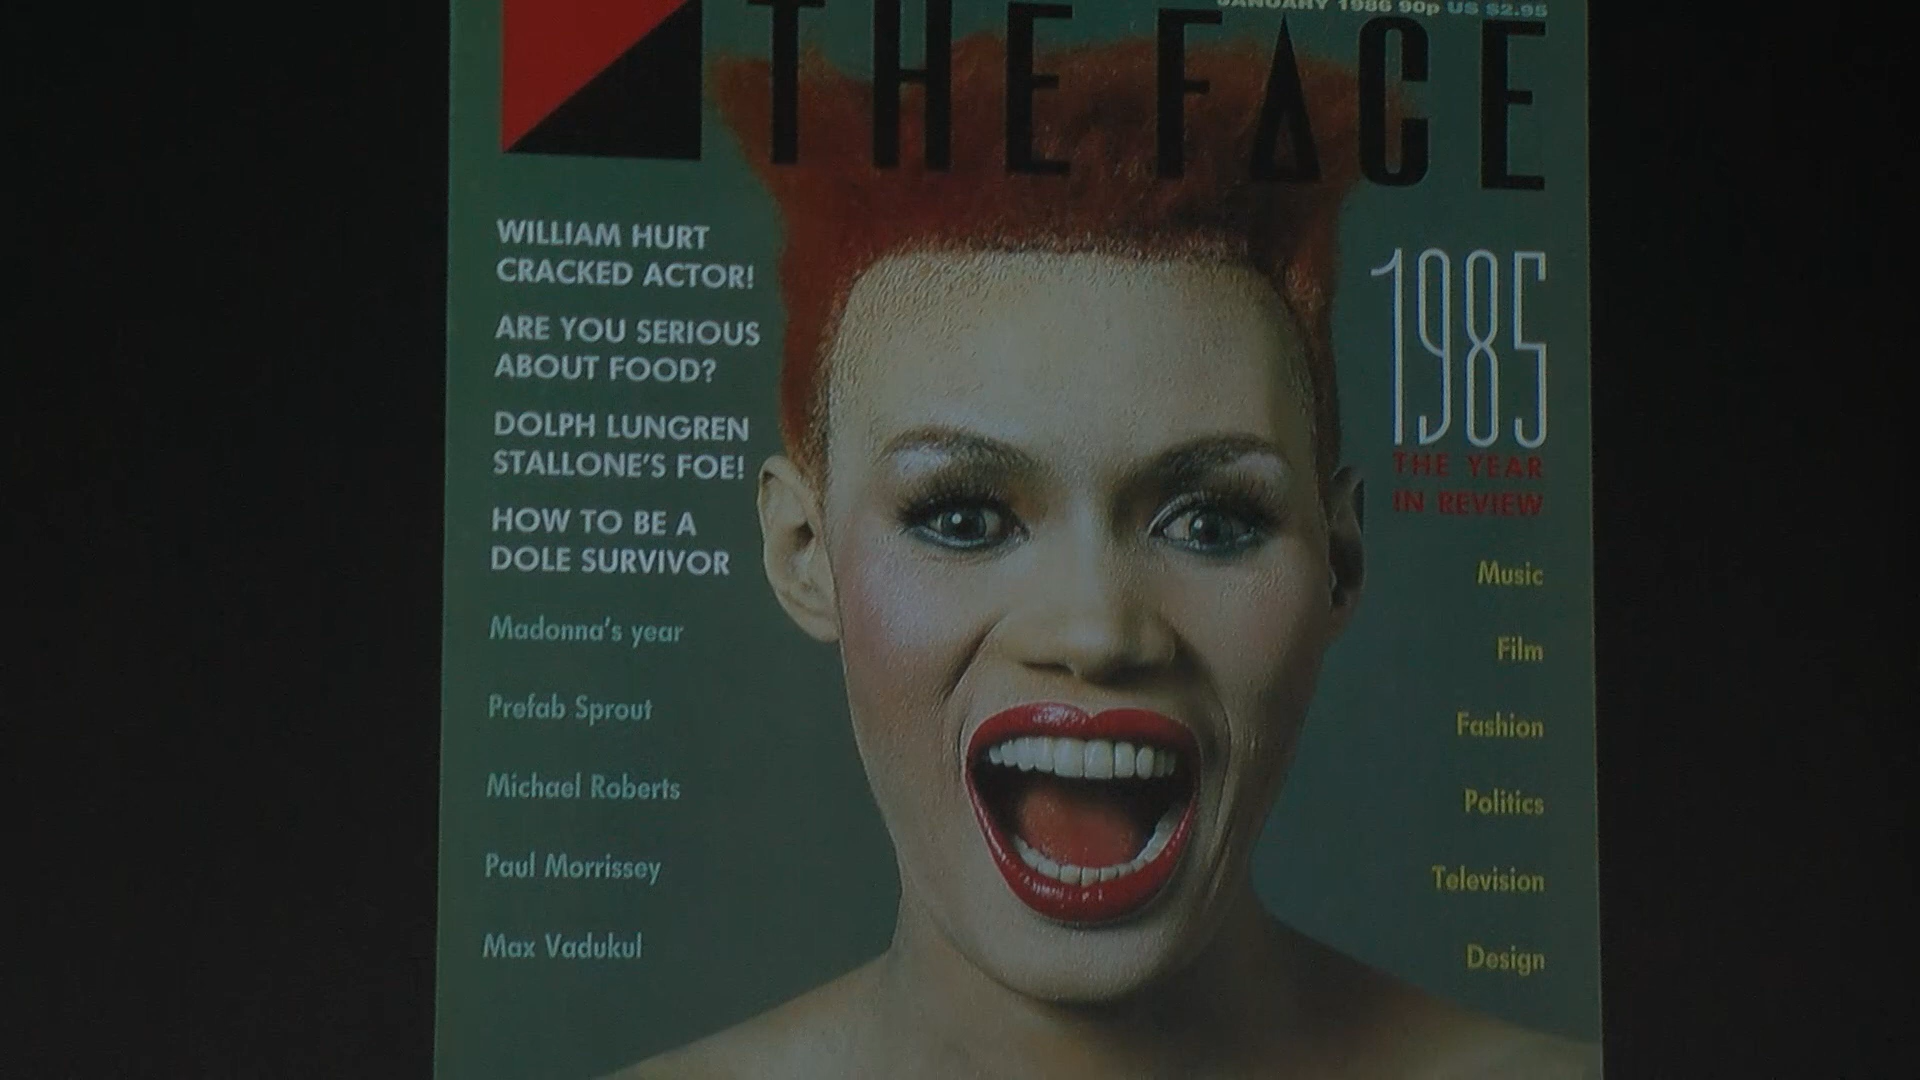 JANUARY 1986 90p US $2.95
THE FACE
WILLIAM HURT
CRACKED ACTOR!
ARE YOU SERIOUS
ABOUT FOOD?
DOLPH LUNGREN
STALLONE'S FOE!
HOW TO BE A
DOLE SURVIVOR
Madonna's year
Prefab Sprout
Michael Roberts
Paul Morrissey
Max Vadukul
1985
THE YEAR
IN REVIEW
Music
Film
Fashion
Politics
Television
Design